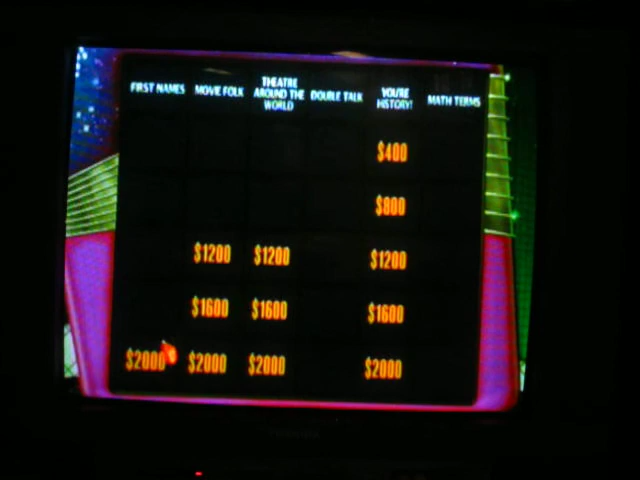 FIRST NAMES
MOVIE FOLK
THEATRE
AROUND THE
WORLD
DOUBLE TALK
YOU'RE
HISTORY!
MATH TERMS
$400
$800
$1200 $1200 $1200
$1600 $1600 $1600
$2000 $2000 $2000 $2000